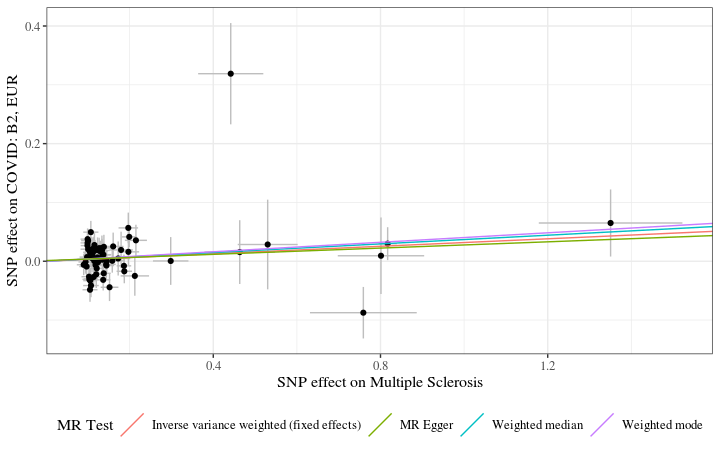 0.4
0.2
0.0
SNP effect on COVID: B2, EUR
0.4 0.8 1.2
SNP effect on Multiple Sclerosis
MR Test Inverse variance weighted (fixed effects) MR Egger Weighted median Weighted mode